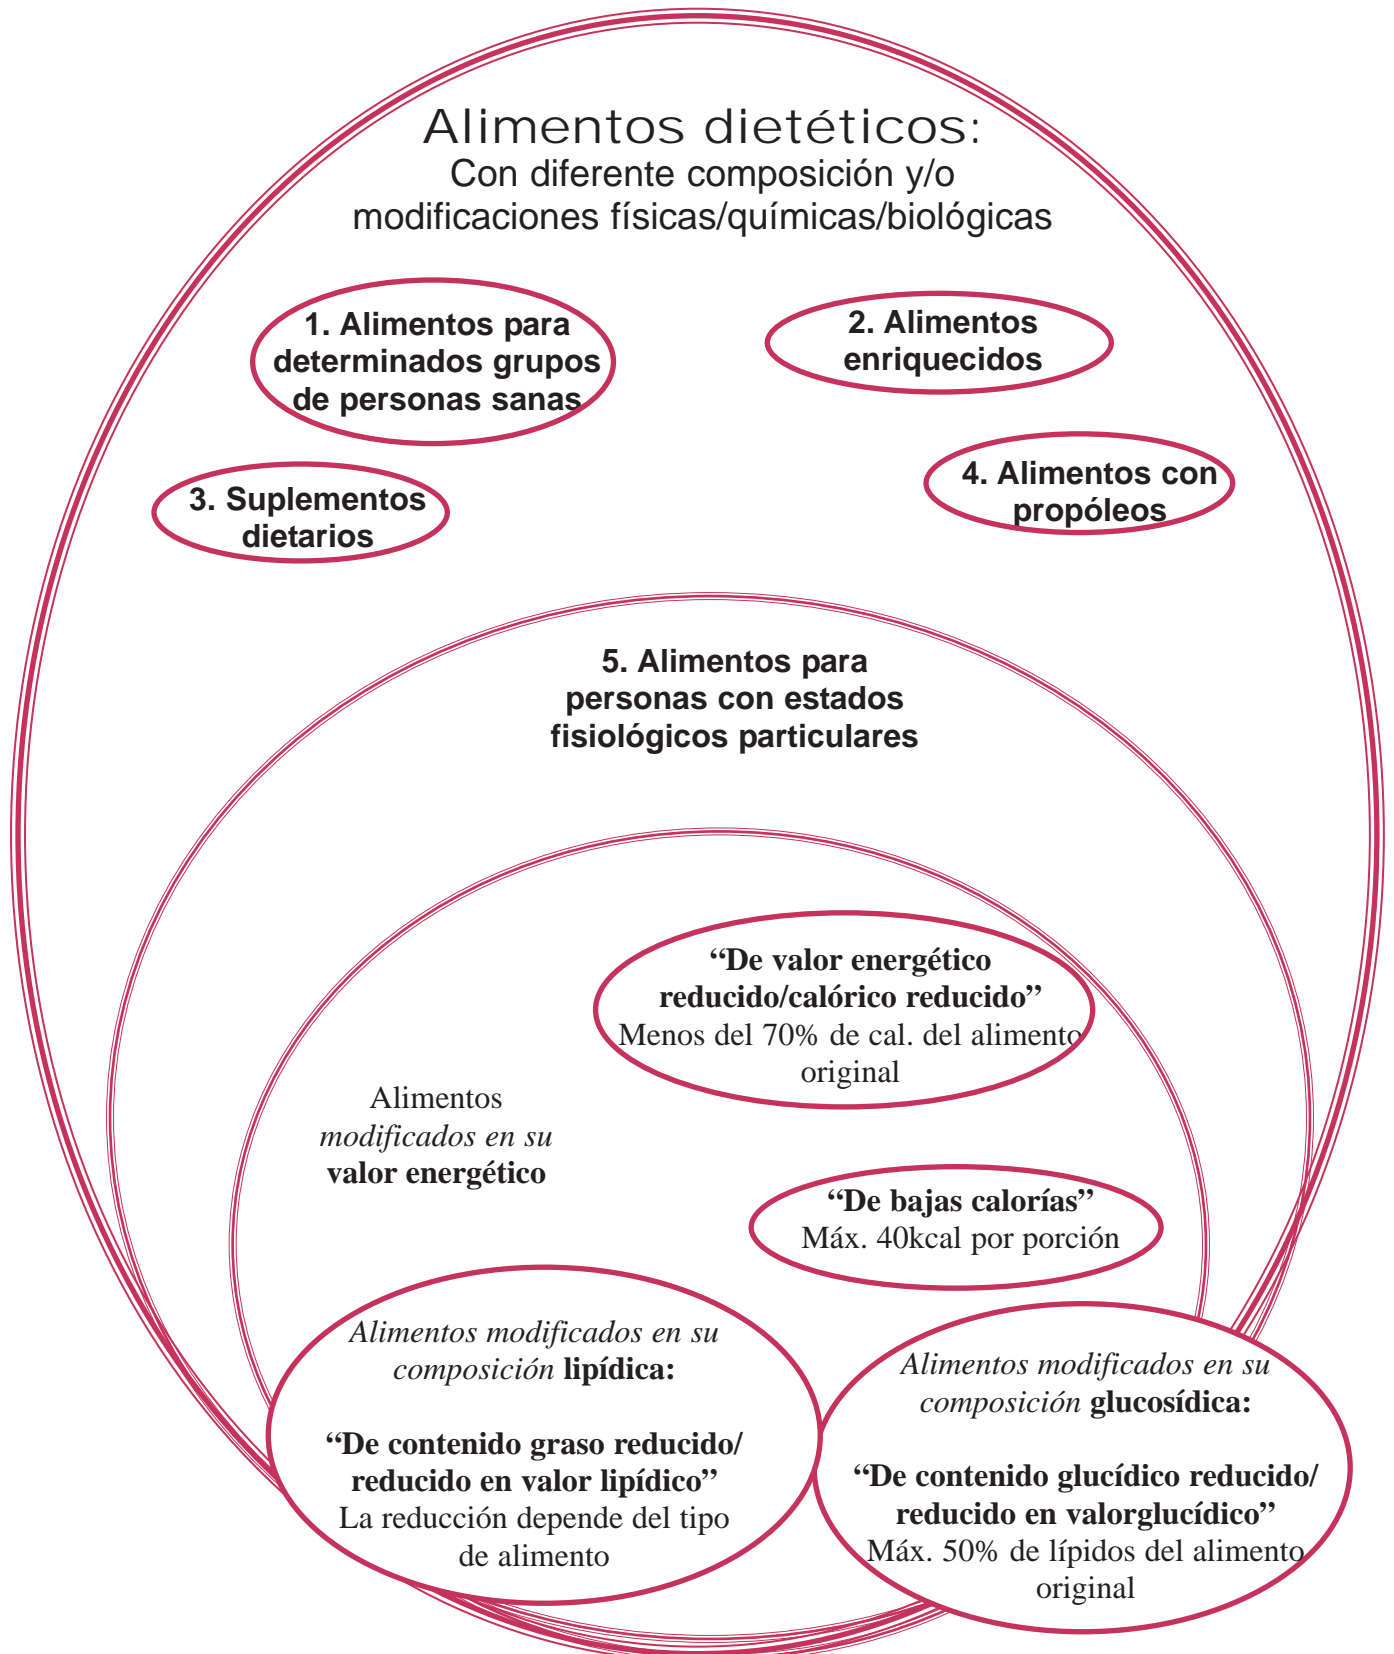 Alimentos dietéticos:
Con diferente composición y/o
modificaciones físicas/químicas/biológicas
1. Alimentos para
determinados grupos
de personas sanas
2. Alimentos
enriquecidos
3. Suplementos
dietarios
4. Alimentos con
propóleos
5. Alimentos para
personas con estados
fisiológicos particulares
“De valor energético
reducido/calórico reducido”
Menos del 70% de cal. del alimento
original
Alimentos
modificados en su
valor energético
“De bajas calorías”
Máx. 40kcal por porción
Alimentos modificados en su
composición lipídica:
“De contenido graso reducido/
reducido en valor lipídico”
La reducción depende del tipo
de alimento
Alimentos modificados en su
composición glucosídica:
“De contenido glucídico reducido/
reducido en valorglucídico”
Máx. 50% de lípidos del alimento
original